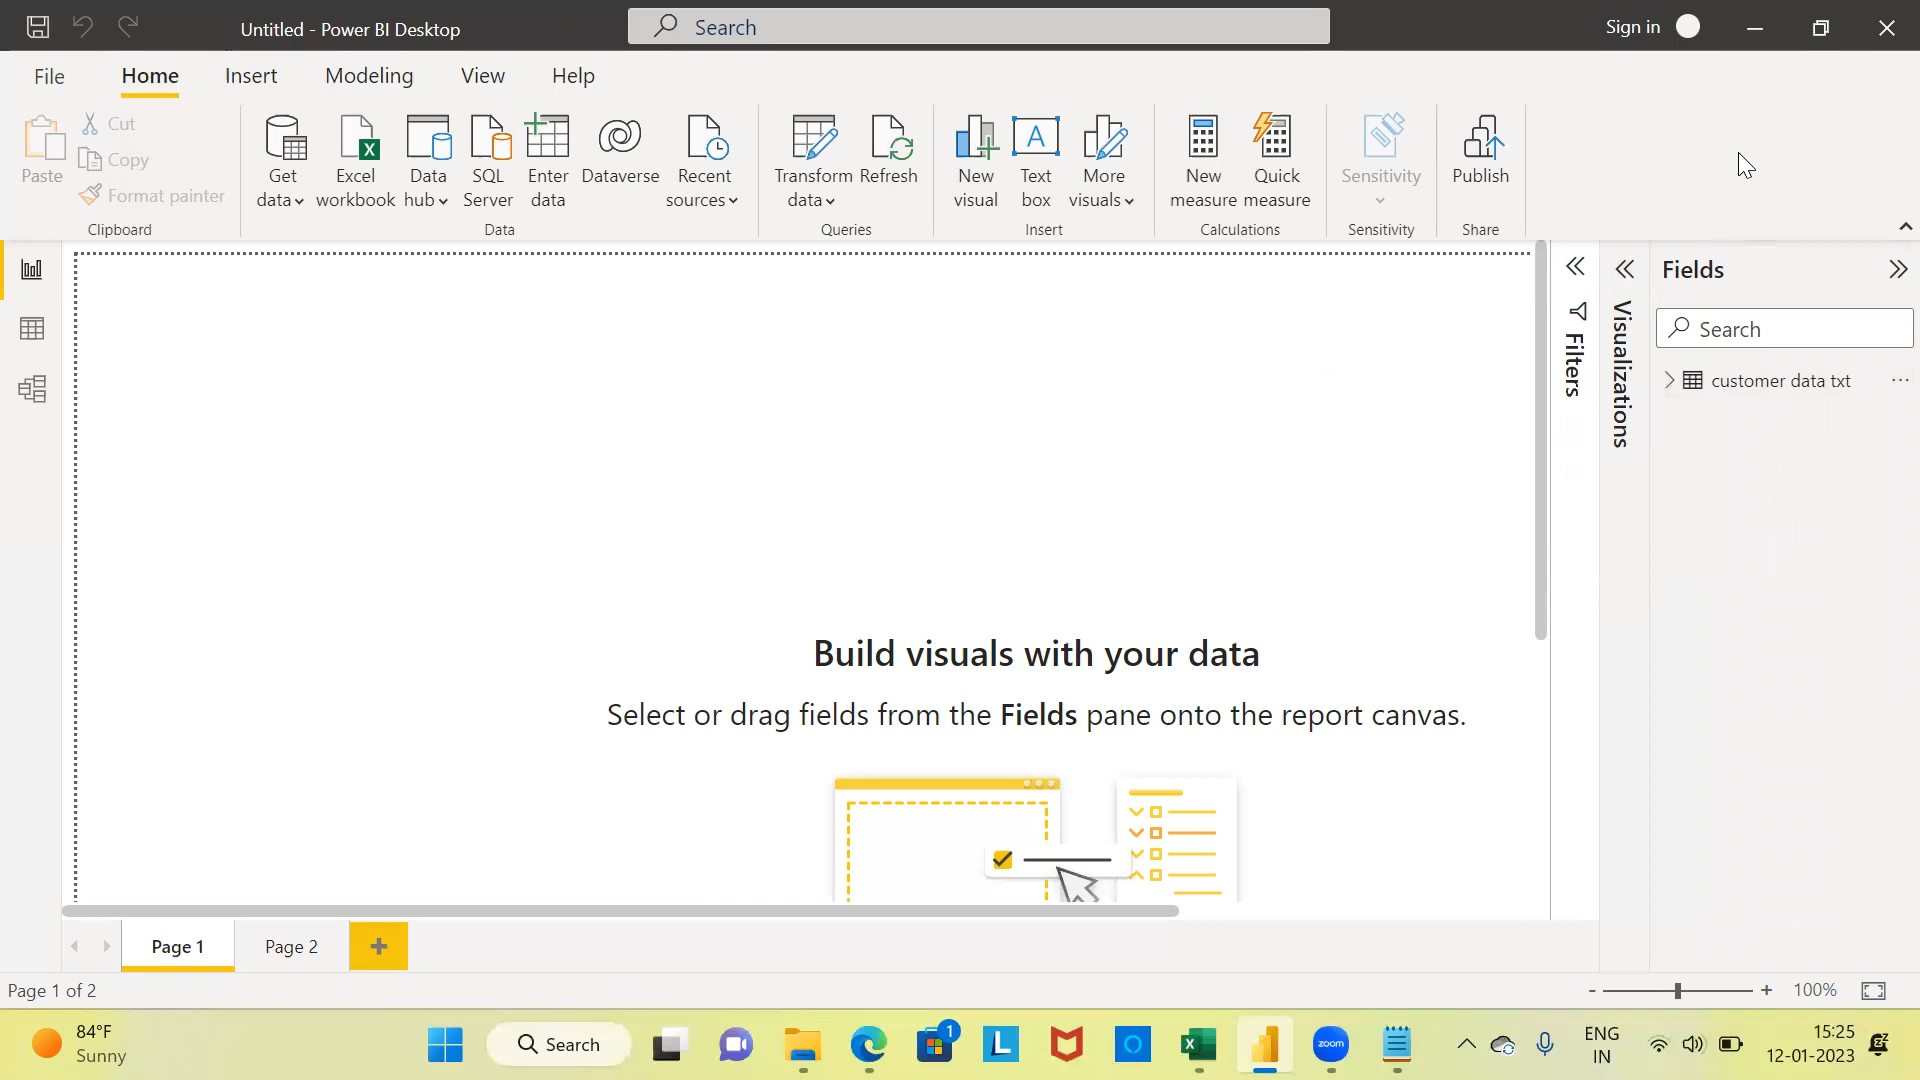 Untitled - Power BI Desktop
Search
Sign in
File Home Insert Modeling View Help
Paste
Cut
Copy
Format painter
Clipboard
Get data
Excel workbook
Data hub
SQL Server
Enter data
Dataverse
Recent sources
Data
Transform data
Refresh
Queries
New visual
Text box
More visuals
Insert
New measure
Quick measure
Calculations
Sensitivity
Sensitivity
Publish
Share
Filters
Visualizations
Fields
Search
customer data txt
Build visuals with your data
Select or drag fields from the Fields pane onto the report canvas.
Page 1 Page 2 +
Page 1 of 2
- + 100%
84°F
Sunny
Search
1
L
X
zoom
ENG
IN
15:25
12-01-2023